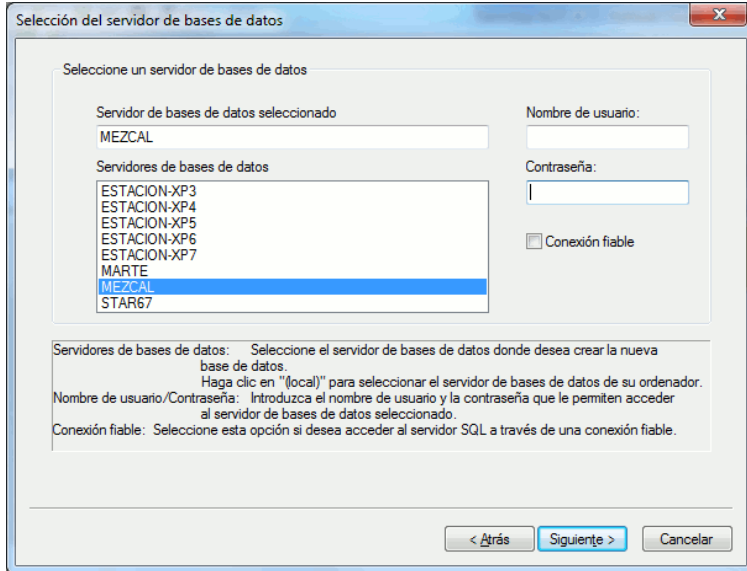 Selección del servidor de bases de datos
Seleccione un servidor de bases de datos
Servidor de bases de datos seleccionado
Nombre de usuario:
MEZCAL
Servidores de bases de datos
Contraseña:
ESTACION-XP3
ESTACION-XP4
ESTACION-XP5
ESTACION-XP6
ESTACION-XP7
MARTE
MEZCAL
STAR67
Conexión fiable
Servidores de bases de datos: Seleccione el servidor de bases de datos donde desea crear la nueva
base de datos.
Haga clic en "(local)" para seleccionar el servidor de bases de datos de su ordenador.
Nombre de usuario/Contraseña: Introduzca el nombre de usuario y la contraseña que le permiten acceder
al servidor de bases de datos seleccionado.
Conexión fiable: Seleccione esta opción si desea acceder al servidor SQL a través de una conexión fiable.
< Atrás
Siguiente >
Cancelar